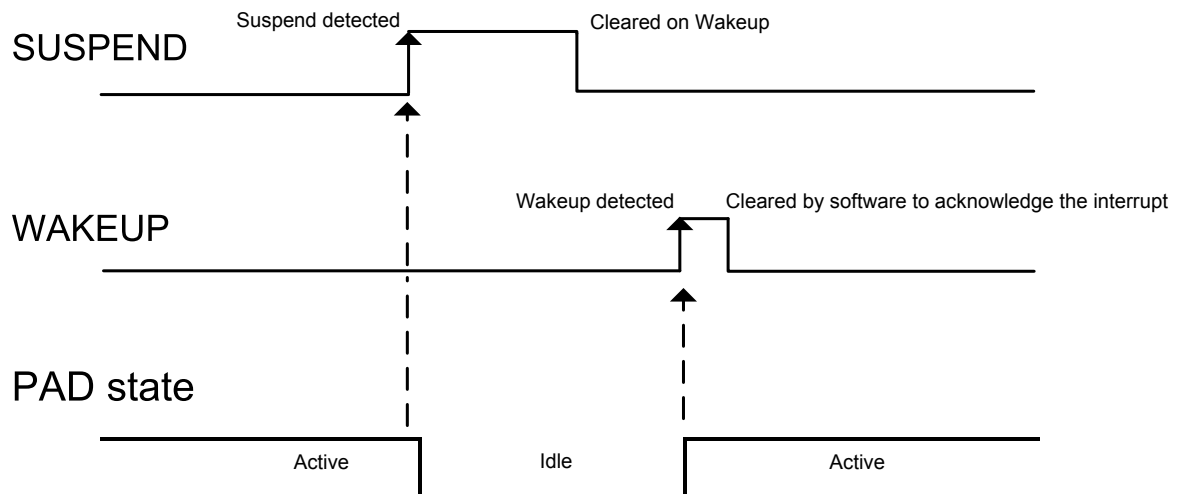 Suspend detected
Cleared on Wakeup
SUSPEND
Wakeup detected
Cleared by software to acknowledge the interrupt
WAKEUP
PAD state
Active
Idle
Active